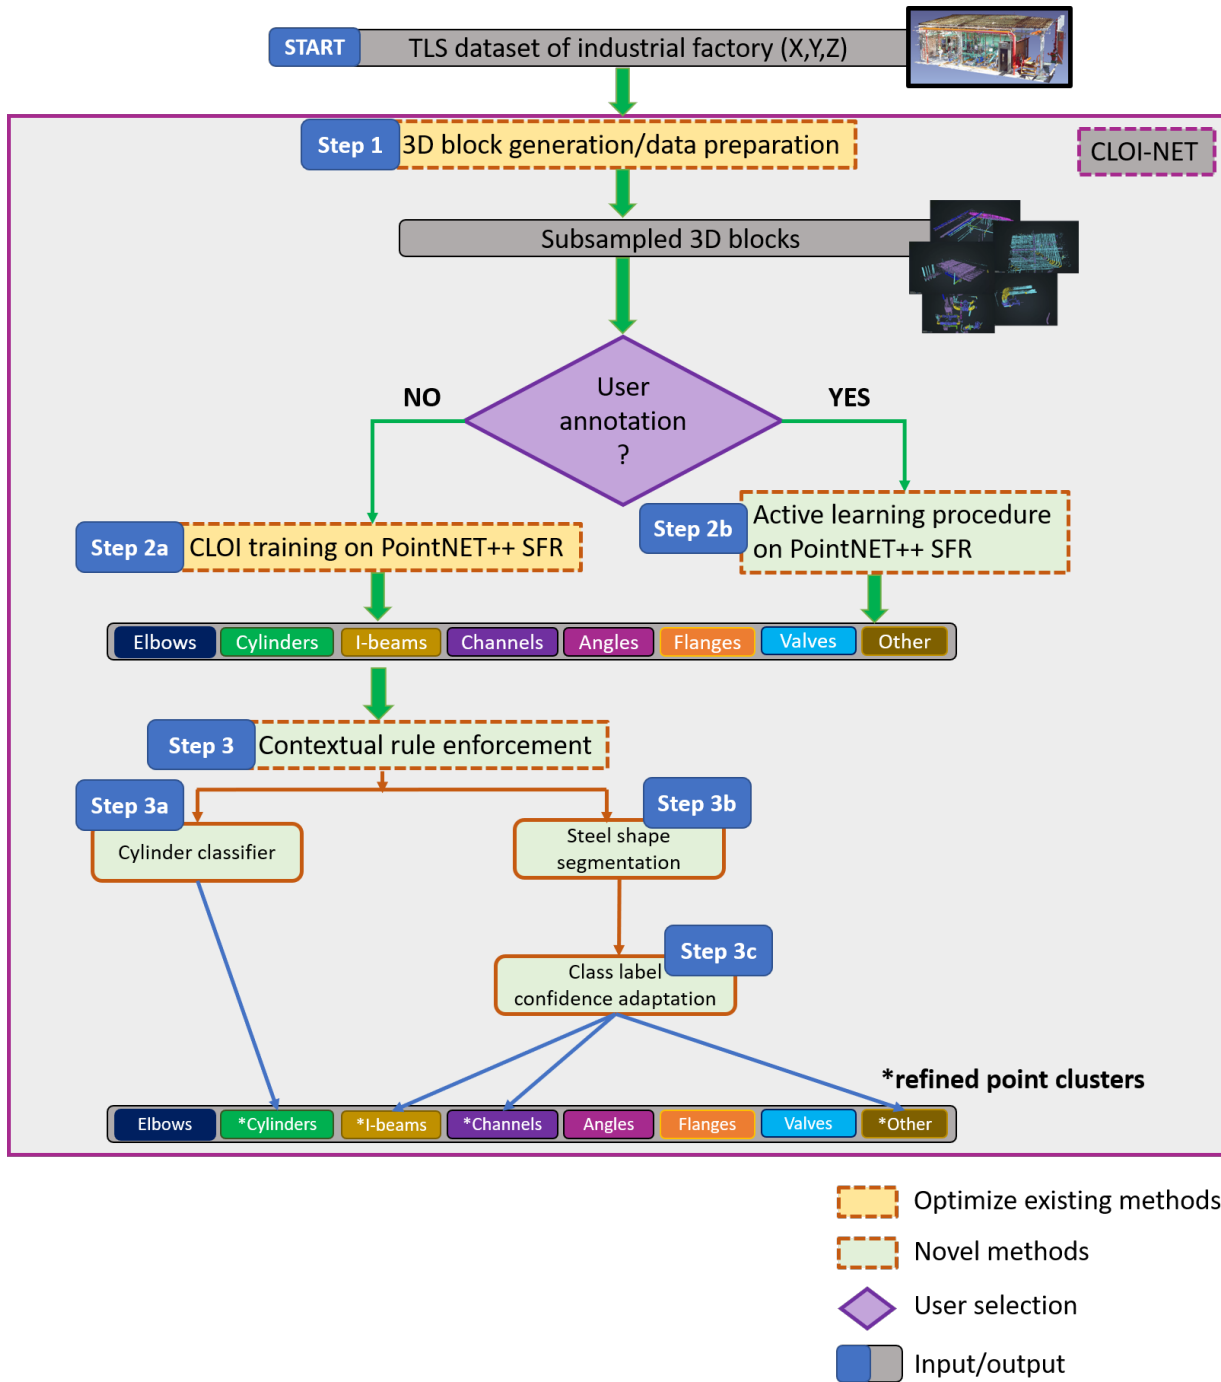 START
TLS dataset of industrial factory (X,Y,Z)
Step 1
3D block generation/data preparation
CLOI-NET
Subsampled 3D blocks
User
annotation
?
NO
YES
Step 2a
CLOI training on PointNET++ SFR
Step 2b
Active learning procedure
on PointNET++ SFR
Elbows
Cylinders
I-beams
Channels
Angles
Flanges
Valves
Other
Step 3
Contextual rule enforcement
Step 3a
Cylinder classifier
Step 3b
Steel shape
segmentation
Step 3c
Class label
confidence adaptation
*refined point clusters
Elbows
*Cylinders
*I-beams
*Channels
Angles
Flanges
Valves
*Other
Optimize existing methods
Novel methods
User selection
Input/output